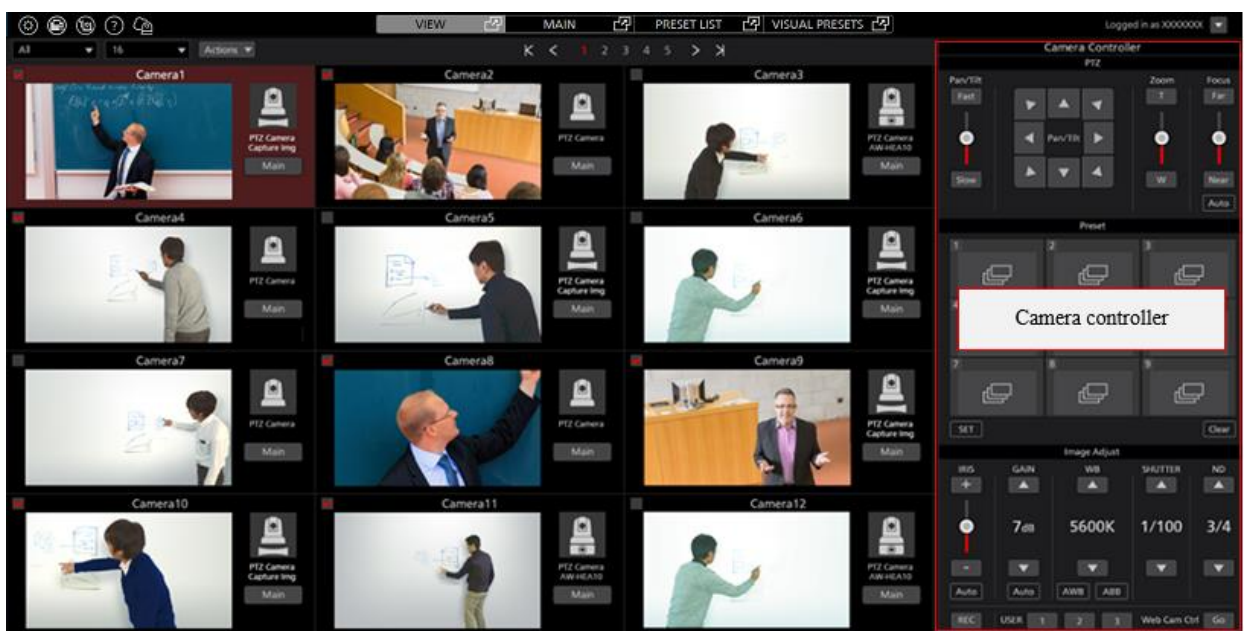 VIEW MAIN PRESET LIST VISUAL PRESETS Logged in as XXXXXXX
All 16 Actions 1 2 3 4 5
Camera Controller
PTZ
Pan/Tilt Zoom Focus
Fast T Far
Pan/Tilt
Slow W Near
Auto
Preset
1 2 3
Camera controller
7 8 9
SET Clear
Image Adjust
IRIS GAIN WB SHUTTER ND
7dB 5600K 1/100 3/4
Auto Auto AWB ABB
REC USER 1 2 3 Web Cam Ctrl Go
Camera1 Camera2 Camera3
PTZ Camera
Capture Img
Main
PTZ Camera
Main
PTZ Camera
AW-HEA10
Main
Camera4 Camera5 Camera6
PTZ Camera
Main
PTZ Camera
Capture Img
Main
PTZ Camera
Capture Img
Main
Camera7 Camera8 Camera9
PTZ Camera
Main
PTZ Camera
Main
PTZ Camera
Capture Img
Main
Camera10 Camera11 Camera12
PTZ Camera
Capture Img
Main
PTZ Camera
AW-HEA10
Main
PTZ Camera
AW-HEA10
Main